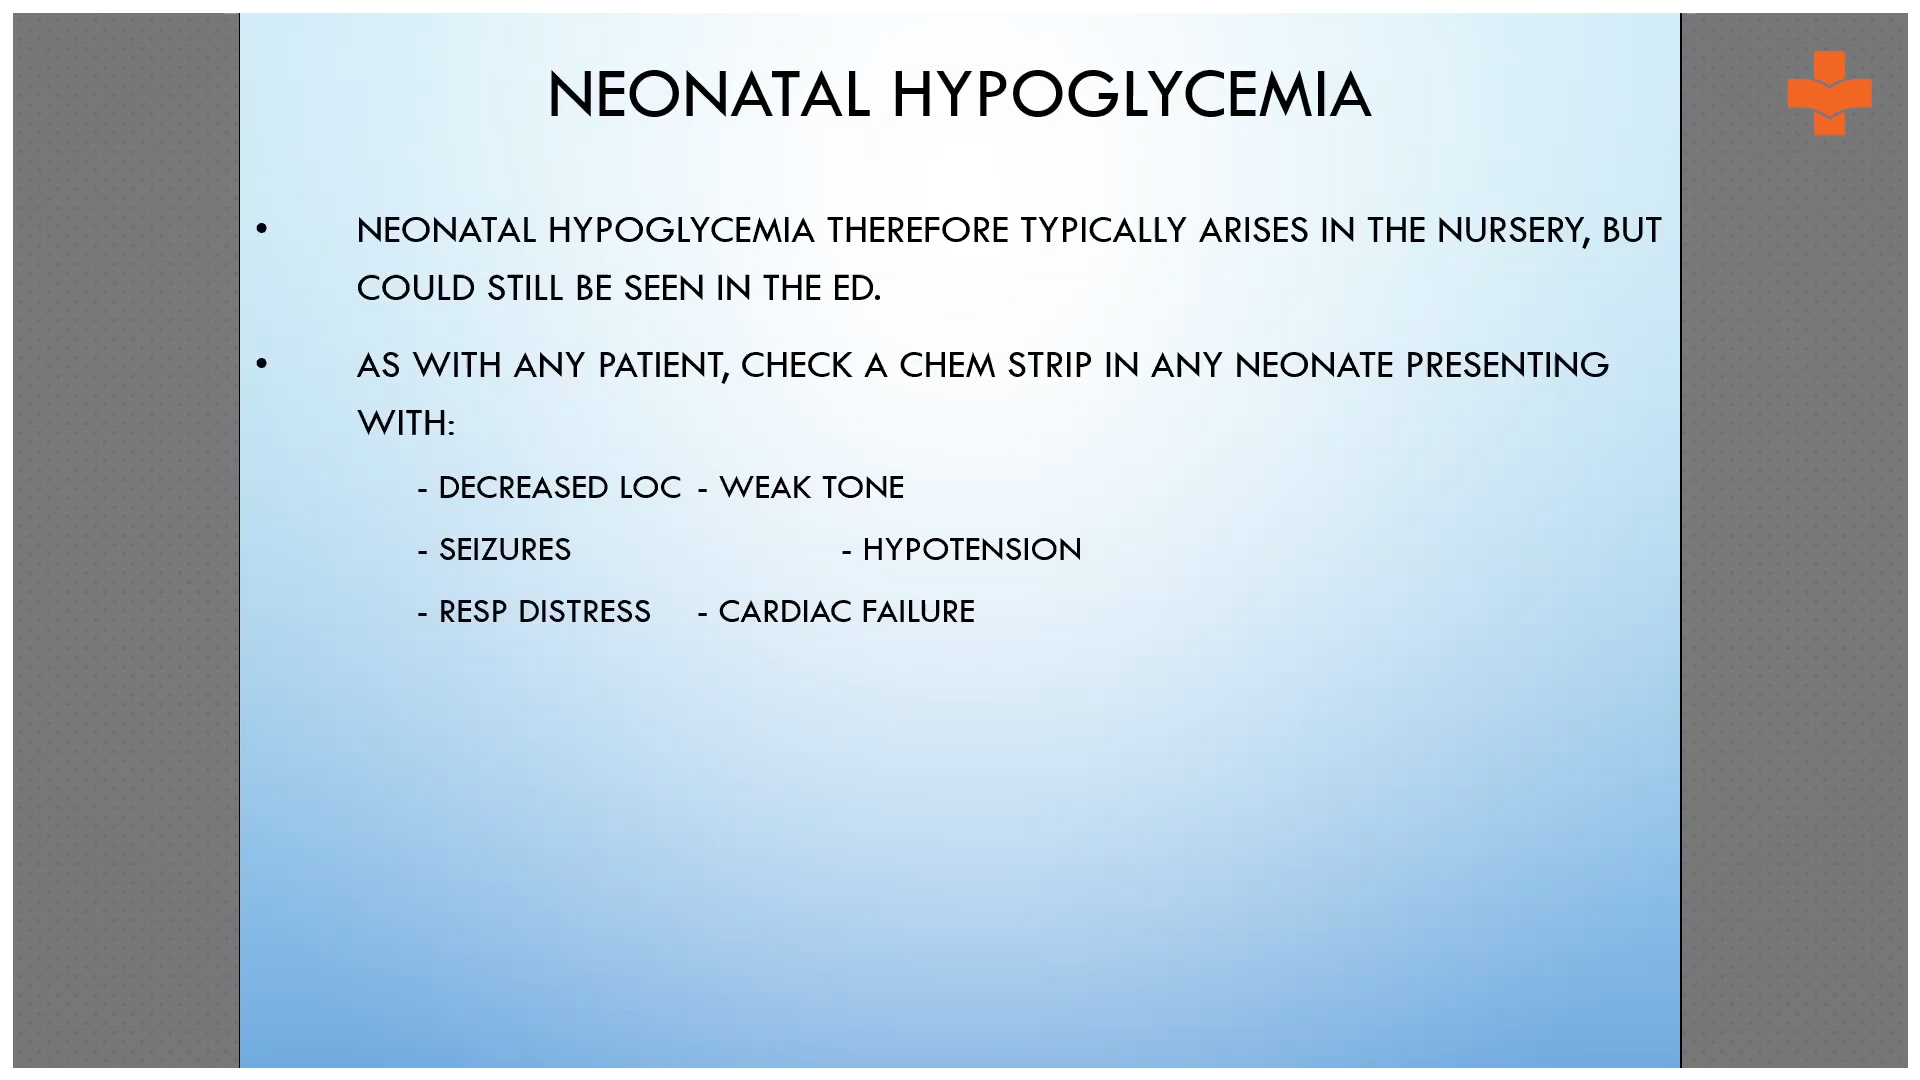 NEONATAL HYPOGLYCEMIA
• NEONATAL HYPOGLYCEMIA THEREFORE TYPICALLY ARISES IN THE NURSERY, BUT
COULD STILL BE SEEN IN THE ED.
• AS WITH ANY PATIENT, CHECK A CHEM STRIP IN ANY NEONATE PRESENTING
WITH:
- DECREASED LOC - WEAK TONE
- SEIZURES - HYPOTENSION
- RESP DISTRESS - CARDIAC FAILURE